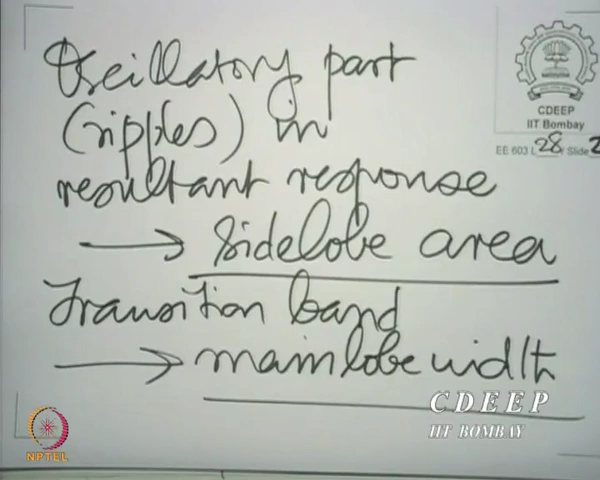 Oscillatory part
(ripples) in
resultant response
→ Sidelobe area
Transition band
→ mainlobe width
CDEEP
IIT Bombay
EE 603 L 28 / Slide 2
CDEEP
IIT BOMBAY
NPTEL